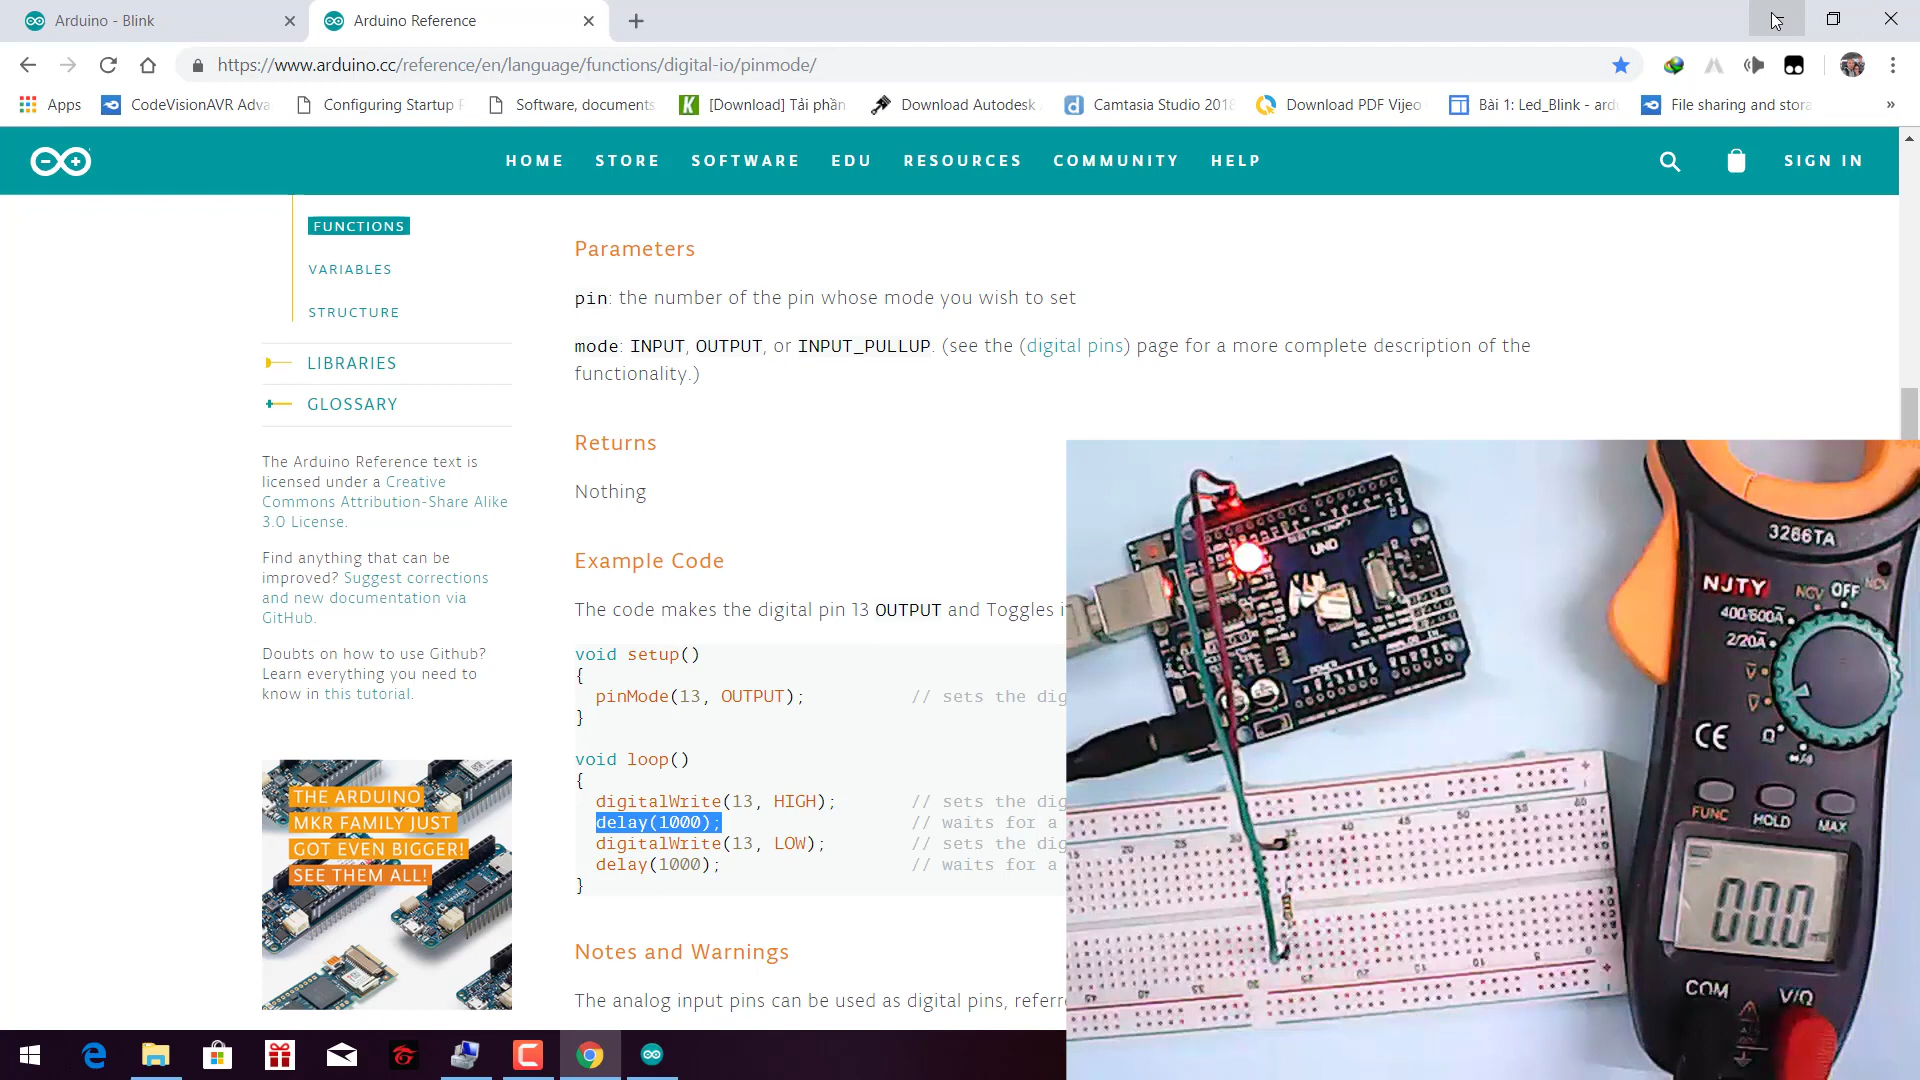 Arduino - Blink
Arduino Reference
https://www.arduino.cc/reference/en/language/functions/digital-io/pinmode/
Apps
CodeVisionAVR Adva
Configuring Startup F
Software, documents
[Download] Tải phần
Download Autodesk
Camtasia Studio 2018
Download PDF Vijeo
Bài 1: Led_Blink - ard
File sharing and stora
HOME
STORE
SOFTWARE
EDU
RESOURCES
COMMUNITY
HELP
SIGN IN
FUNCTIONS
VARIABLES
STRUCTURE
LIBRARIES
GLOSSARY
The Arduino Reference text is
licensed under a Creative
Commons Attribution-Share Alike
3.0 License.
Find anything that can be
improved? Suggest corrections
and new documentation via
GitHub.
Doubts on how to use Github?
Learn everything you need to
know in this tutorial.
THE ARDUINO
MKR FAMILY JUST
GOT EVEN BIGGER!
SEE THEM ALL!
Parameters
pin: the number of the pin whose mode you wish to set
mode: INPUT, OUTPUT, or INPUT_PULLUP. (see the (digital pins) page for a more complete description of the
functionality.)
Returns
Nothing
Example Code
The code makes the digital pin 13 OUTPUT and Toggles i
void setup()
{
pinMode(13, OUTPUT); // sets the dig
}
void loop()
{
digitalWrite(13, HIGH); // sets the dig
delay(1000); // waits for a
digitalWrite(13, LOW); // sets the dig
delay(1000); // waits for a
}
Notes and Warnings
The analog input pins can be used as digital pins, referr
UNO
3266TA
NJTY
NCV OFF NCV
400/600A
2/20A
CE
Ω
FUNC
HOLD
MAX
00.0
COM
V/Ω